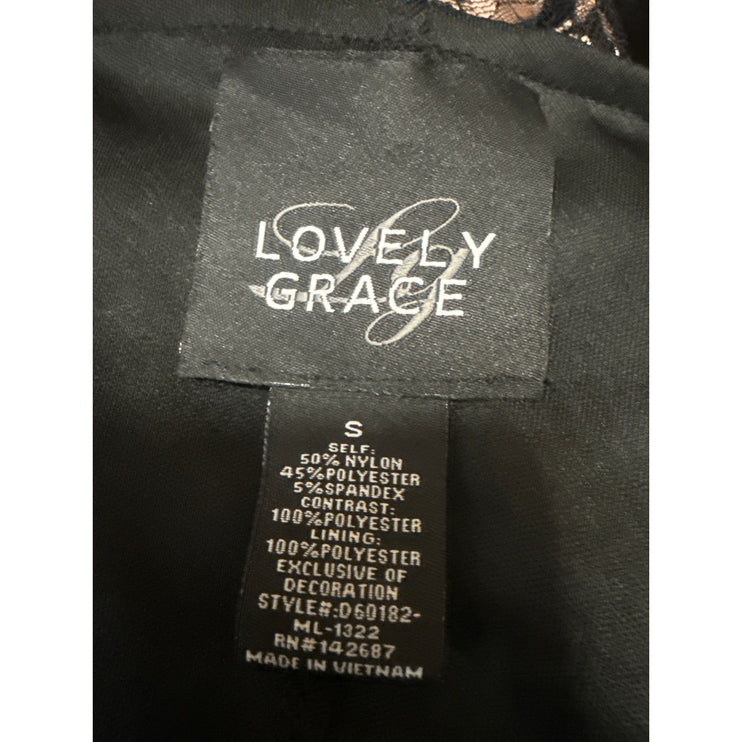 Lg
LOVELY
GRACE
S
SELF:
50% NYLON
45%POLYESTER
5%SPANDEX
CONTRAST:
100%POLYESTER
LINING:
100%POLYESTER
EXCLUSIVE OF
DECORATION
STYLE#:D60182-
ML-1322
RN#142687
MADE IN VIETNAM